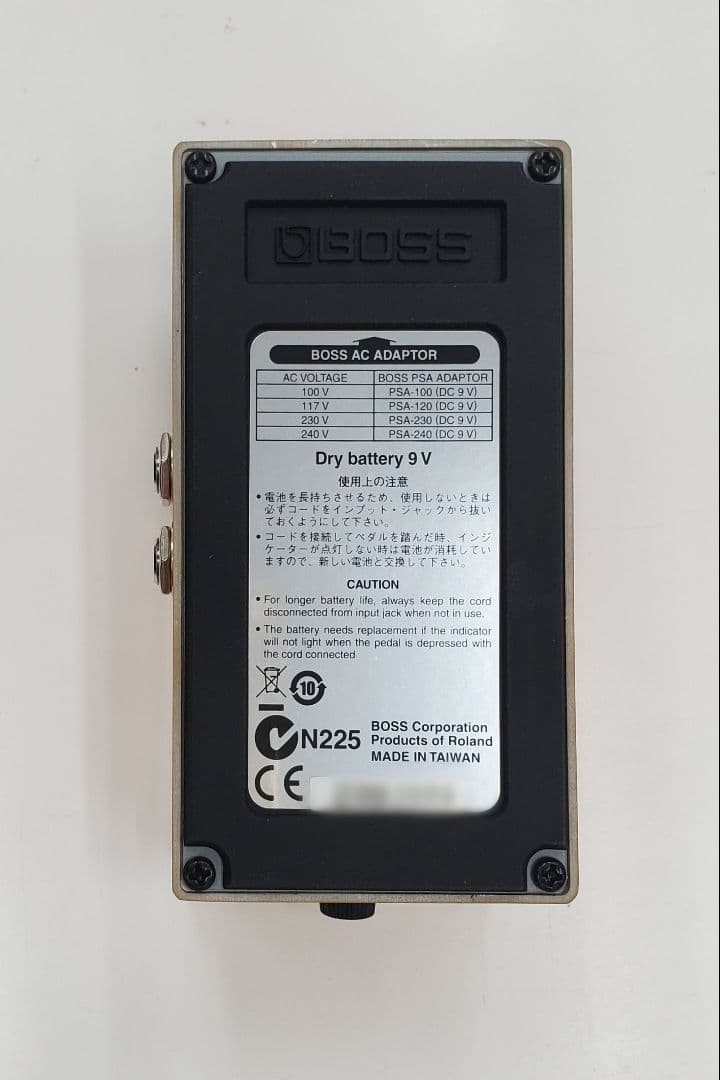 BOSS
BOSS AC ADAPTOR
AC VOLTAGE BOSS PSA ADAPTOR
100 V PSA-100 (DC 9 V)
117 V PSA-120 (DC 9 V)
230 V PSA-230 (DC 9 V)
240 V PSA-240 (DC 9 V)
Dry battery 9 V
使用上の注意
• 電池を長持ちさせるため、使用しないときは
必ずコードをインプット・ジャックから抜い
ておくようにして下さい。
• コードを接続してペダルを踏んだ時、インジ
ケーターが点灯しない時は電池が消耗してい
ますので、新しい電池と交換して下さい。
CAUTION
• For longer battery life, always keep the cord
disconnected from input jack when not in use.
• The battery needs replacement if the indicator
will not light when the pedal is depressed with
the cord connected.
10
N225
BOSS Corporation
Products of Roland
MADE IN TAIWAN
CE